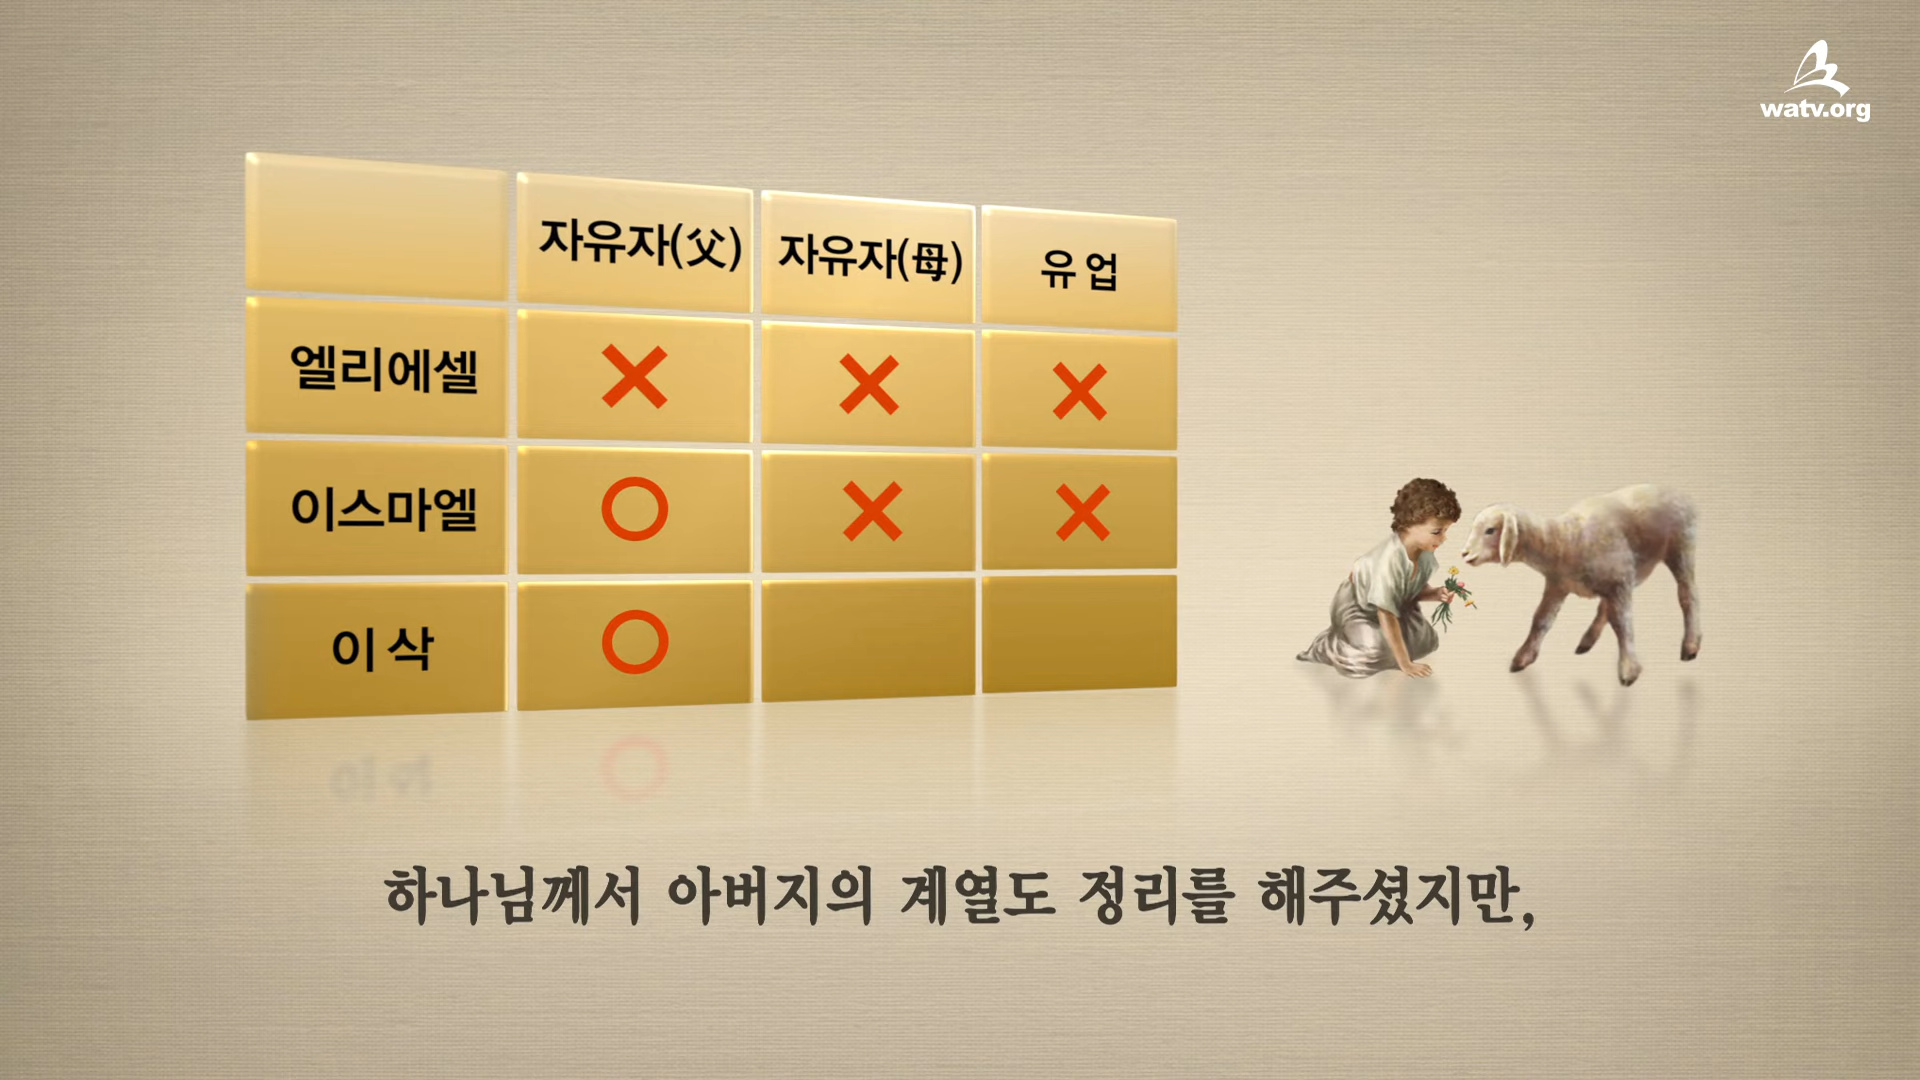 watv.org
자유자(父) 자유자(母) 유업
엘리에셀
이스마엘
이삭
하나님께서 아버지의 계열도 정리를 해주셨지만,